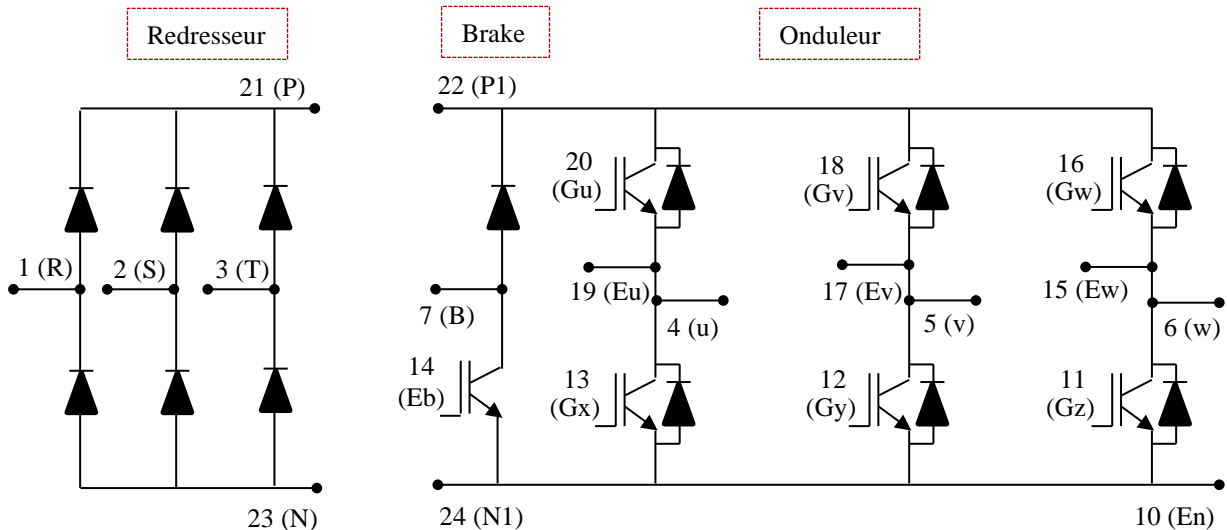 Redresseur
Brake
Onduleur
21 (P)
22 (P1)
20
(Gu)
18
(Gv)
16
(Gw)
1 (R)
2 (S)
3 (T)
7 (B)
19 (Eu)
4 (u)
17 (Ev)
5 (v)
15 (Ew)
6 (w)
14
(Eb)
13
(Gx)
12
(Gy)
11
(Gz)
23 (N)
24 (N1)
10 (En)